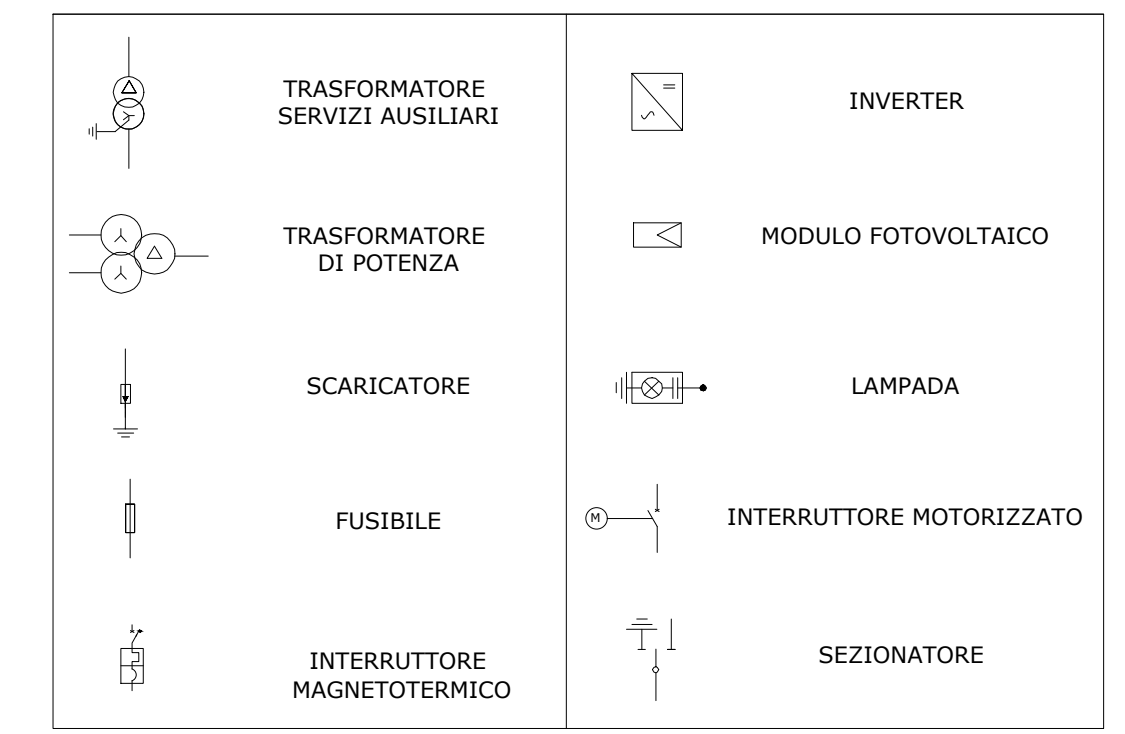 TRASFORMATORE
SERVIZI AUSILIARI
TRASFORMATORE
DI POTENZA
SCARICATORE
FUSIBILE
INTERRUTTORE
MAGNETOTERMICO
INVERTER
MODULO FOTOVOLTAICO
LAMPADA
M
INTERRUTTORE MOTORIZZATO
SEZIONATORE